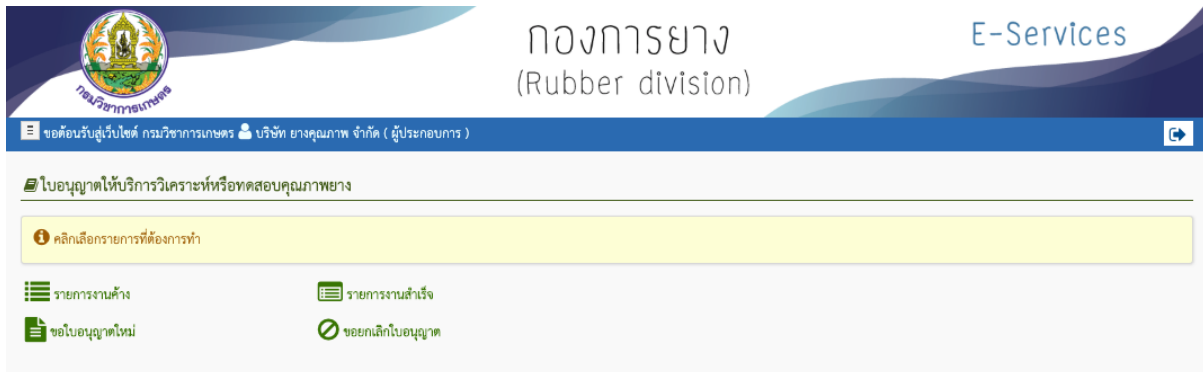 กองการยาง
(Rubber division)
E-Services
กรมวิชาการเกษตร
ขอต้อนรับสู่เว็บไซต์ กรมวิชาการเกษตร บริษัท ยางคุณภาพ จำกัด ( ผู้ประกอบการ )
ใบอนุญาตให้บริการวิเคราะห์หรือทดสอบคุณภาพยาง
คลิกเลือกรายการที่ต้องการทำ
รายการงานค้าง รายการงานสำเร็จ
ขอใบอนุญาตใหม่ ขอยกเลิกใบอนุญาต